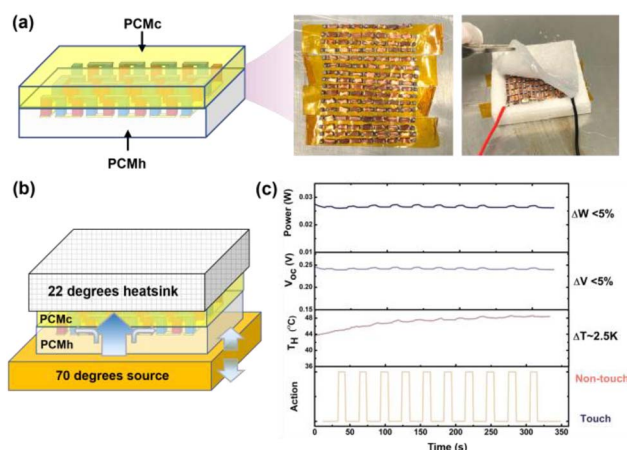 (a)
PCMc
PCMh
(b)
22 degrees heatsink
PCMc
PCMh
70 degrees source
(c)
Power (W)
0.03
0.02
0.01
ΔW <5%
Voc (V)
0.25
0.20
0.15
ΔV <5%
TH (°C)
52
48
44
36
ΔT~2.5K
Action
Non-touch
Touch
0 50 100 150 200 250 300 350
Time (s)